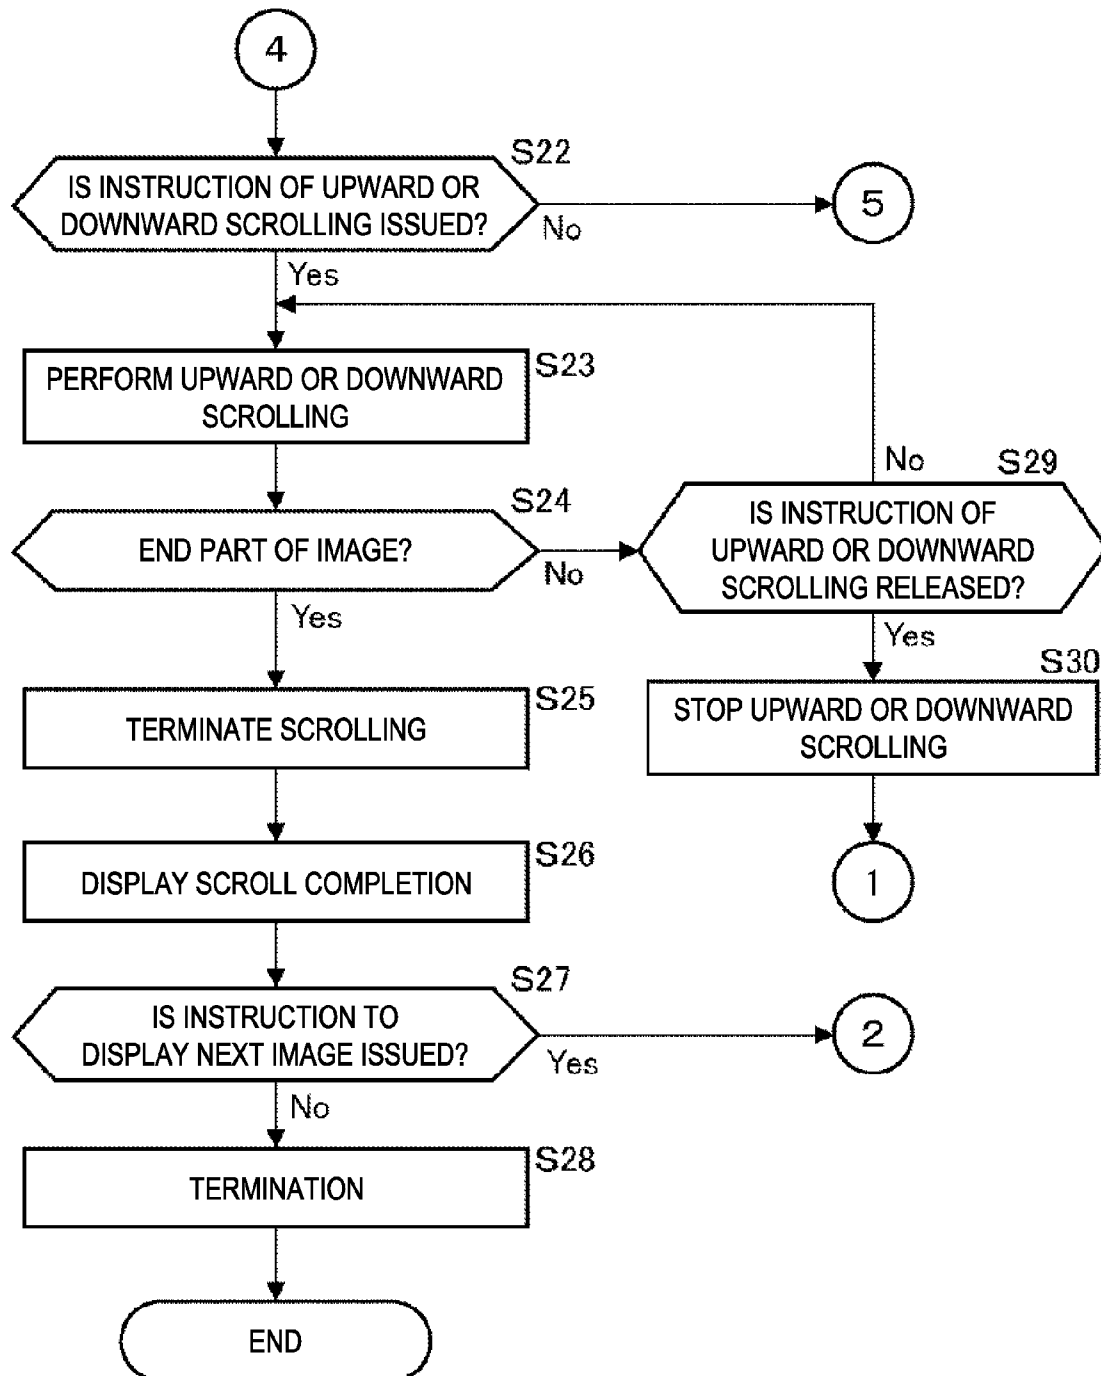 4
S22
IS INSTRUCTION OF UPWARD OR
DOWNWARD SCROLLING ISSUED?
No
5
Yes
S23
PERFORM UPWARD OR DOWNWARD
SCROLLING
S24
END PART OF IMAGE?
No
Yes
No
S29
IS INSTRUCTION OF
UPWARD OR DOWNWARD
SCROLLING RELEASED?
Yes
S30
STOP UPWARD OR DOWNWARD
SCROLLING
1
S25
TERMINATE SCROLLING
S26
DISPLAY SCROLL COMPLETION
S27
IS INSTRUCTION TO
DISPLAY NEXT IMAGE ISSUED?
Yes
2
No
S28
TERMINATION
END